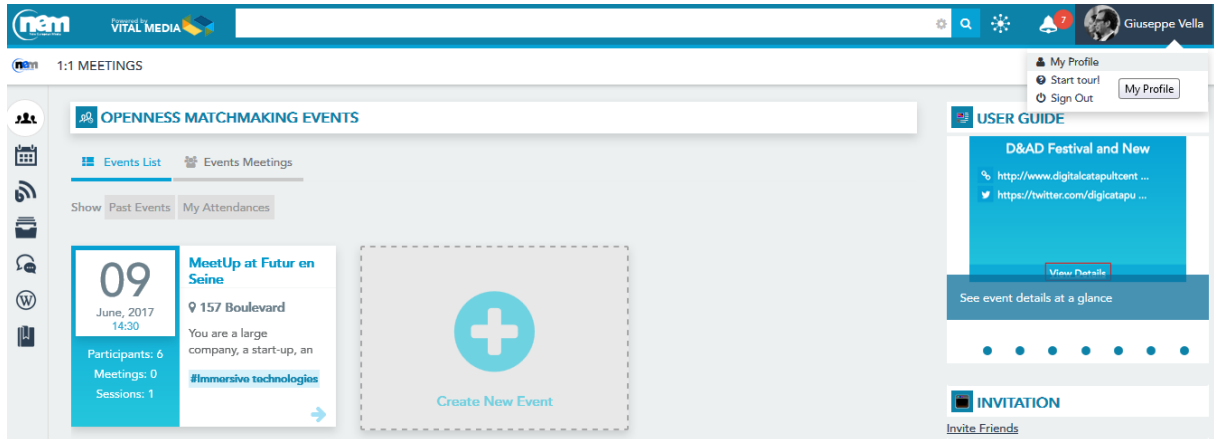 nem
Powered by
VITAL MEDIA
7
Giuseppe Vella
nem
1:1 MEETINGS
My Profile
Start tour!
Sign Out
My Profile
OPENNESS MATCHMAKING EVENTS
Events List
Events Meetings
Show Past Events My Attendances
09
June, 2017
14:30
Participants: 6
Meetings: 0
Sessions: 1
MeetUp at Futur en
Seine
157 Boulevard
You are a large
company, a start-up, an
#Immersive technologies
Create New Event
USER GUIDE
D&AD Festival and New
http://www.digitalcatapultcent ...
https://twitter.com/digicatapu ...
View Details
See event details at a glance
INVITATION
Invite Friends